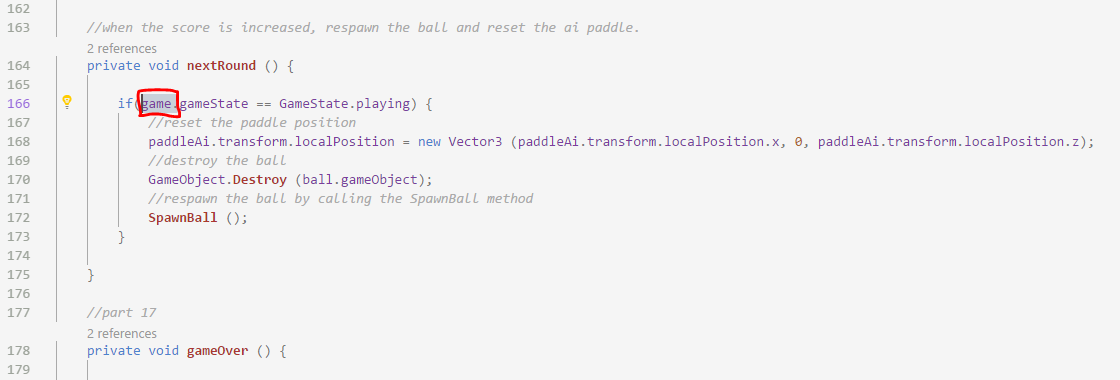 162
163 //when the score is increased, respawn the ball and reset the ai paddle.
2 references
164 private void nextRound () {
165
166 if(game.gameState == GameState.playing) {
167 //reset the paddle position
168 paddleAi.transform.localPosition = new Vector3 (paddleAi.transform.localPosition.x, 0, paddleAi.transform.localPosition.z);
169 //destroy the ball
170 GameObject.Destroy (ball.gameObject);
171 //respawn the ball by calling the SpawnBall method
172 SpawnBall ();
173 }
174
175 }
176
177 //part 17
2 references
178 private void gameOver () {
179